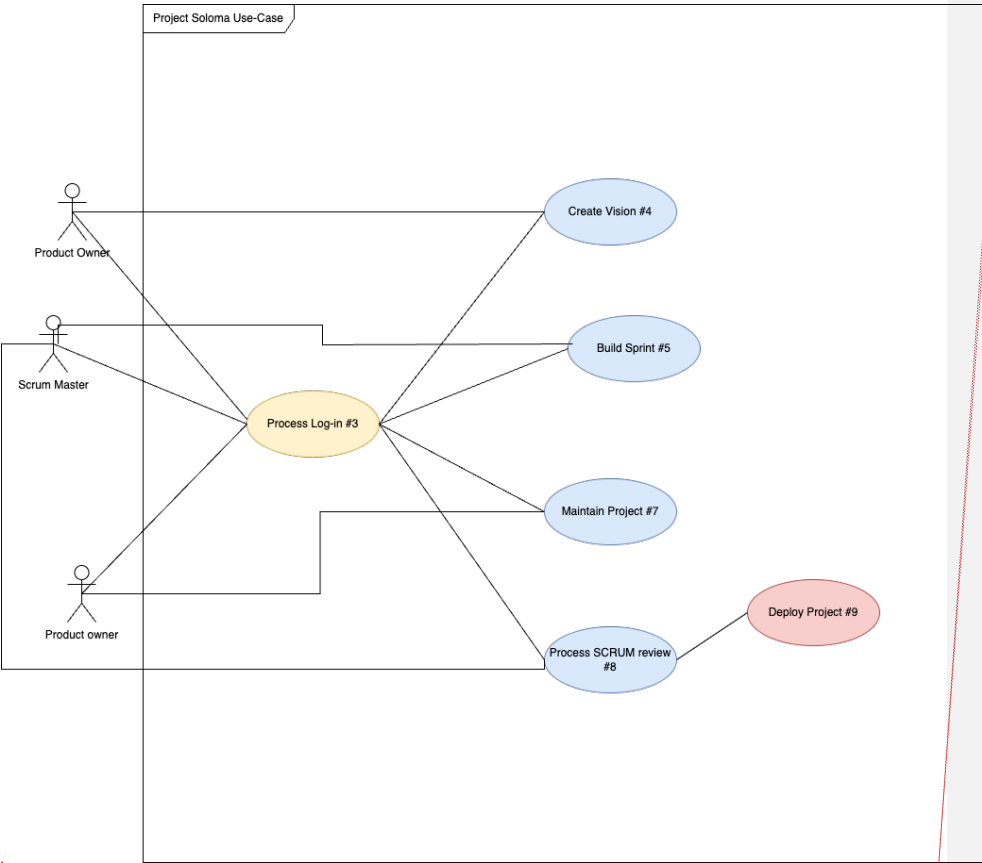 Project Soloma Use-Case
Product Owner
Create Vision #4
Scrum Master
Build Sprint #5
Process Log-in #3
Maintain Project #7
Product owner
Deploy Project #9
Process SCRUM review
#8